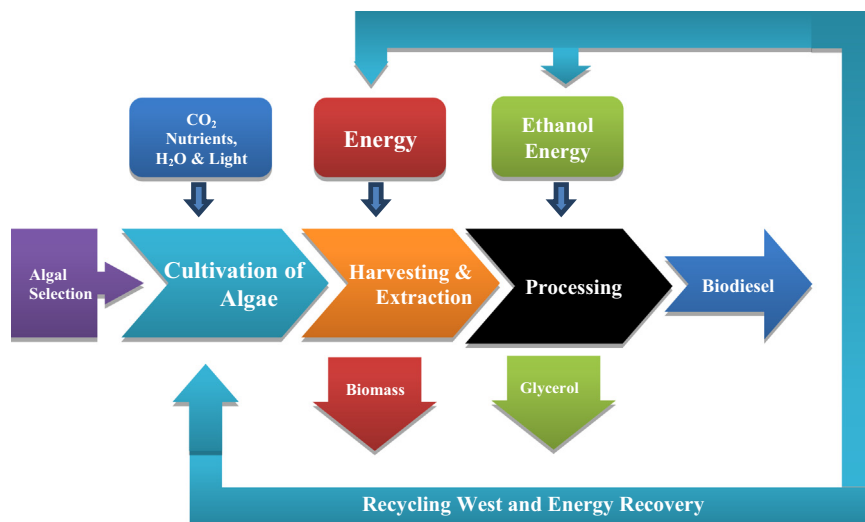 CO₂
Nutrients,
H₂O & Light
Energy
Ethanol
Energy
Algal
Selection
Cultivation of
Algae
Harvesting &
Extraction
Processing
Biodiesel
Biomass
Glycerol
Recycling West and Energy Recovery